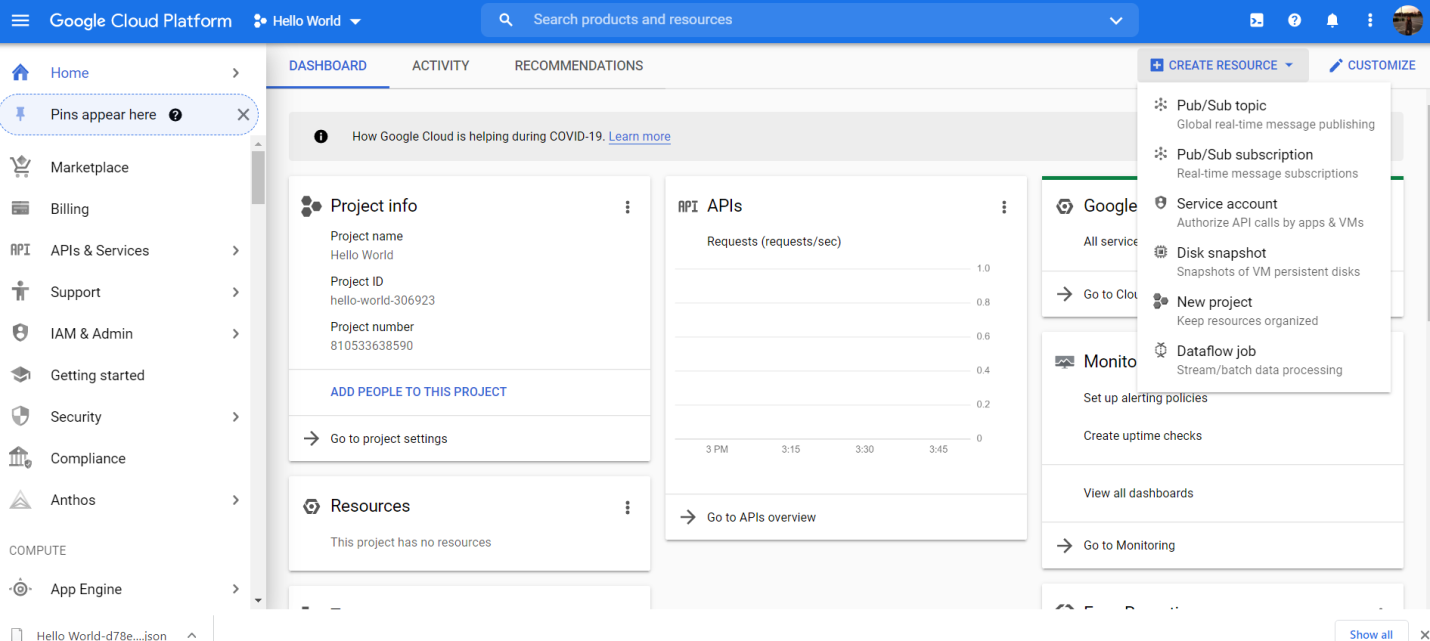 Google Cloud Platform
Hello World
Search products and resources
Home
Pins appear here
Marketplace
Billing
API APIs & Services
Support
IAM & Admin
Getting started
Security
Compliance
Anthos
COMPUTE
App Engine
DASHBOARD ACTIVITY RECOMMENDATIONS
CREATE RESOURCE
CUSTOMIZE
How Google Cloud is helping during COVID-19. Learn more
Project info
Project name
Hello World
Project ID
hello-world-306923
Project number
810533638590
ADD PEOPLE TO THIS PROJECT
Go to project settings
Resources
This project has no resources
API APIs
Requests (requests/sec)
1.0
0.8
0.6
0.4
0.2
0
3 PM 3:15 3:30 3:45
Go to APIs overview
Google
All service
Go to Clou
Monito
Set up alerting policies
Create uptime checks
View all dashboards
Go to Monitoring
Pub/Sub topic
Global real-time message publishing
Pub/Sub subscription
Real-time message subscriptions
Service account
Authorize API calls by apps & VMs
Disk snapshot
Snapshots of VM persistent disks
New project
Keep resources organized
Dataflow job
Stream/batch data processing
Hello World-d78e....json
Show all